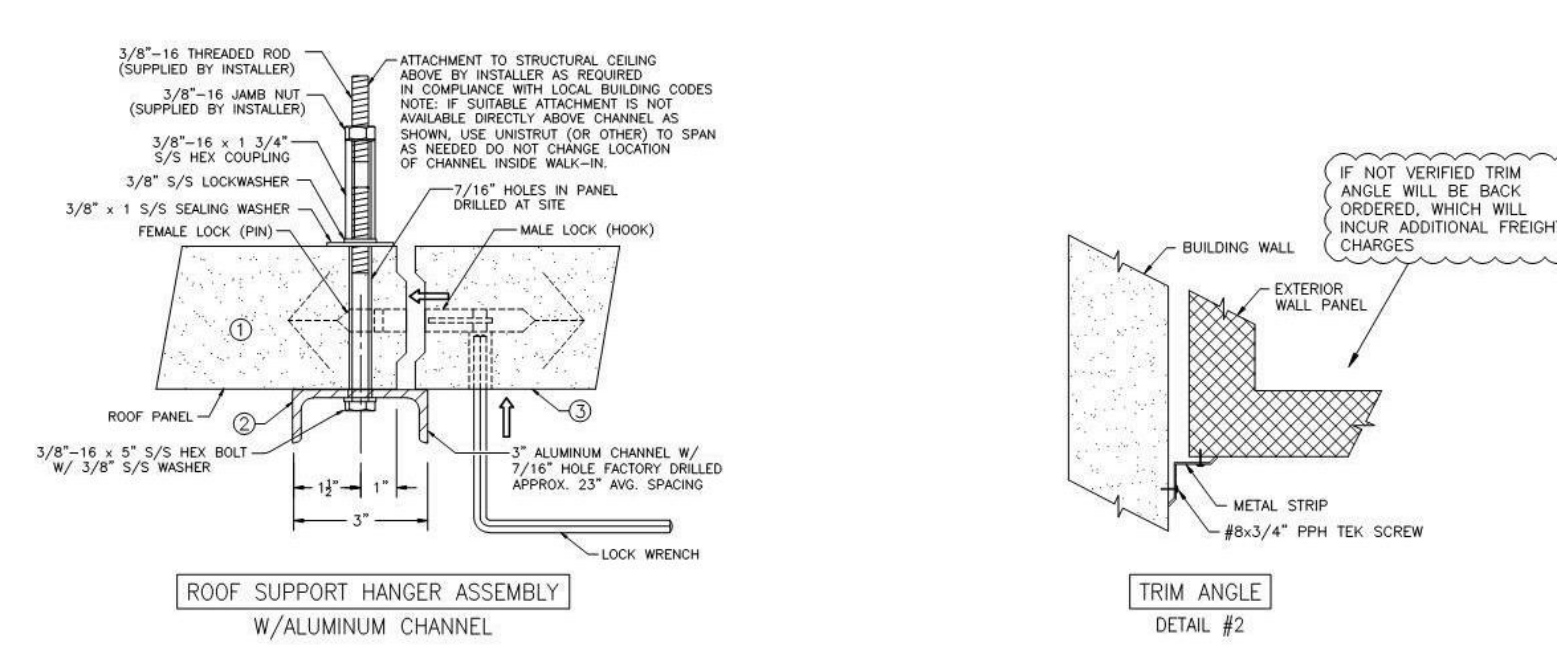 3/8"-16 THREADED ROD
(SUPPLIED BY INSTALLER)
3/8"-16 JAMB NUT
(SUPPLIED BY INSTALLER)
3/8"-16 x 1 3/4"
S/S HEX COUPLING
3/8" S/S LOCKWASHER
3/8" x 1 S/S SEALING WASHER
FEMALE LOCK (PIN)
ATTACHMENT TO STRUCTURAL CEILING
ABOVE BY INSTALLER AS REQUIRED
IN COMPLIANCE WITH LOCAL BUILDING CODES
NOTE: IF SUITABLE ATTACHMENT IS NOT
AVAILABLE DIRECTLY ABOVE CHANNEL AS
SHOWN, USE UNISTRUT (OR OTHER) TO SPAN
AS NEEDED DO NOT CHANGE LOCATION
OF CHANNEL INSIDE WALK-IN.
7/16" HOLES IN PANEL
DRILLED AT SITE
MALE LOCK (HOOK)
1
ROOF PANEL
2
3
3/8"-16 x 5" S/S HEX BOLT
W/ 3/8" S/S WASHER
3" ALUMINUM CHANNEL W/
7/16" HOLE FACTORY DRILLED
APPROX. 23" AVG. SPACING
1½" 1"
3"
LOCK WRENCH
ROOF SUPPORT HANGER ASSEMBLY
W/ALUMINUM CHANNEL
IF NOT VERIFIED TRIM
ANGLE WILL BE BACK
ORDERED, WHICH WILL
INCUR ADDITIONAL FREIGHT
CHARGES
BUILDING WALL
EXTERIOR
WALL PANEL
METAL STRIP
#8x3/4" PPH TEK SCREW
TRIM ANGLE
DETAIL #2